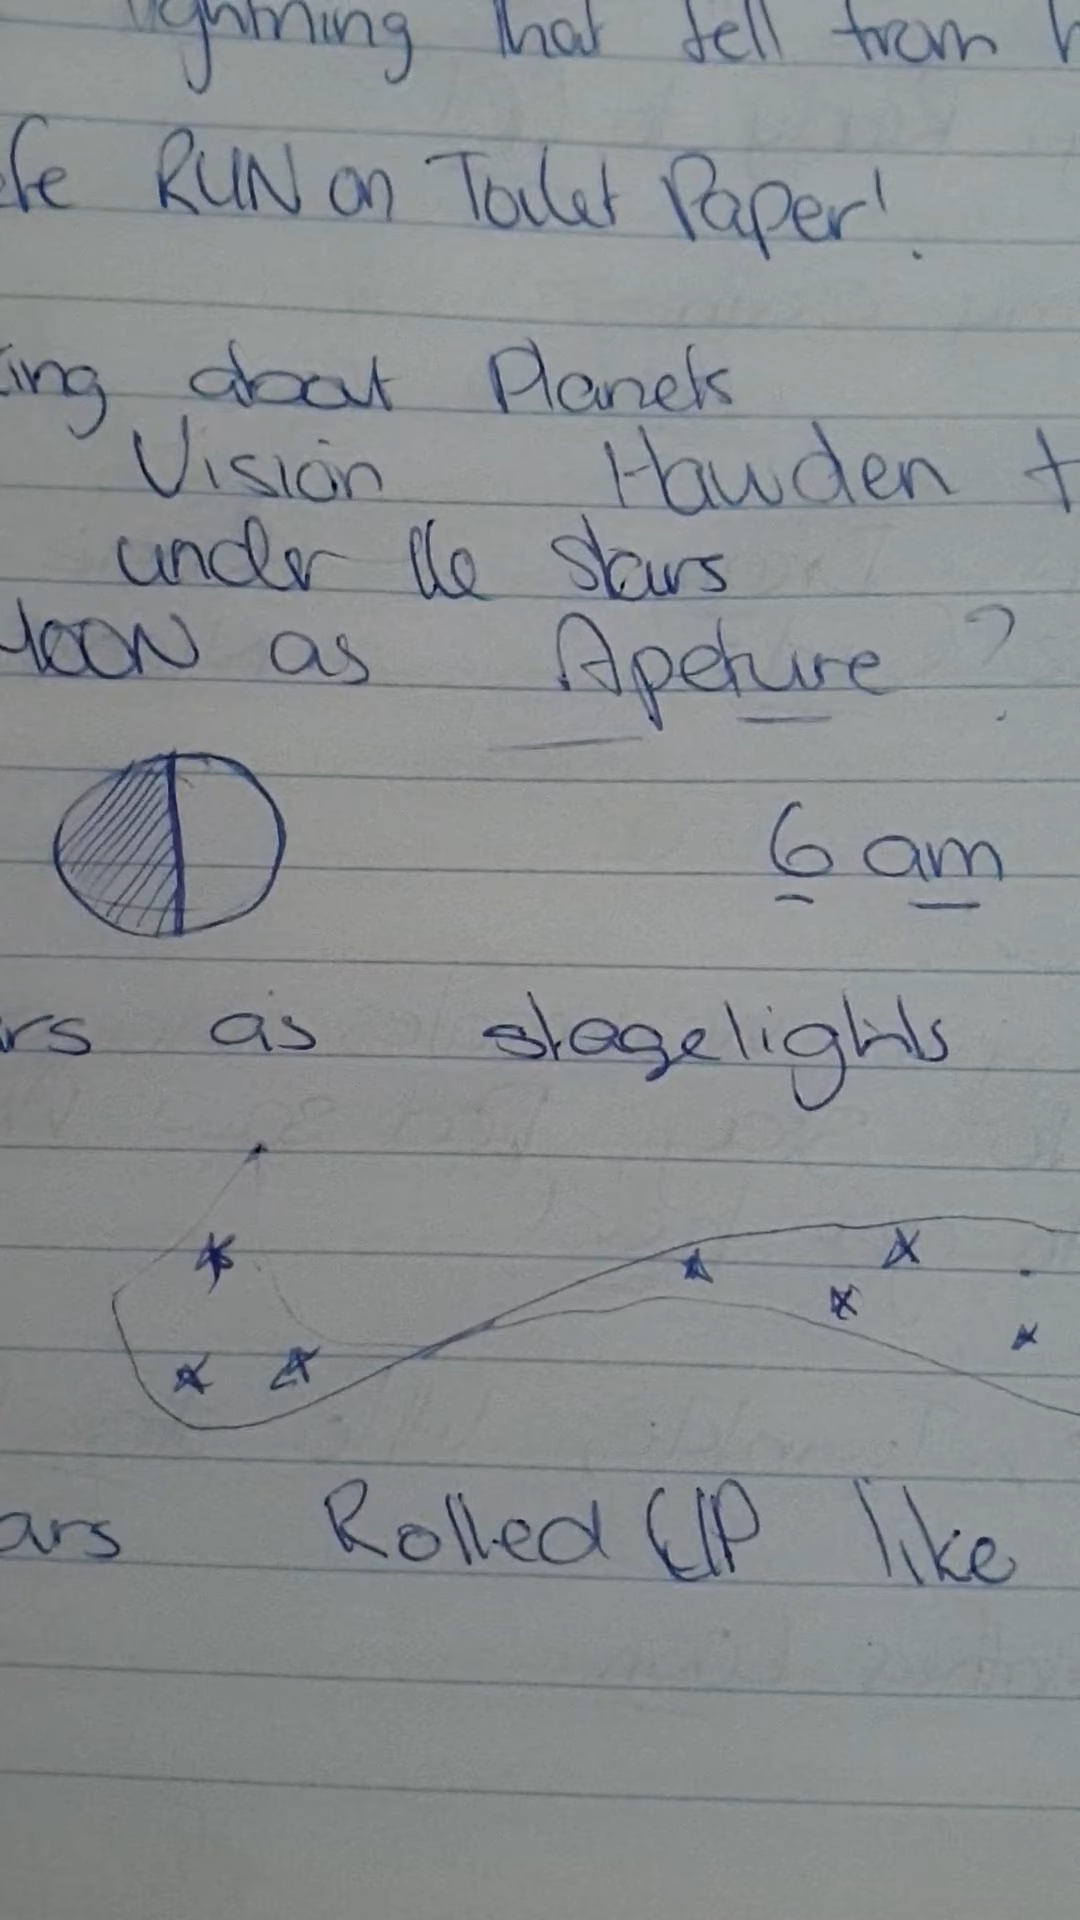 lightning that fell from h
fe RUN on Toilet Paper!
ing about Planets
Vision Hawden +
under the stars
MOON as Apeture?
6 am
rs as stagelights
ars Rolled UP like